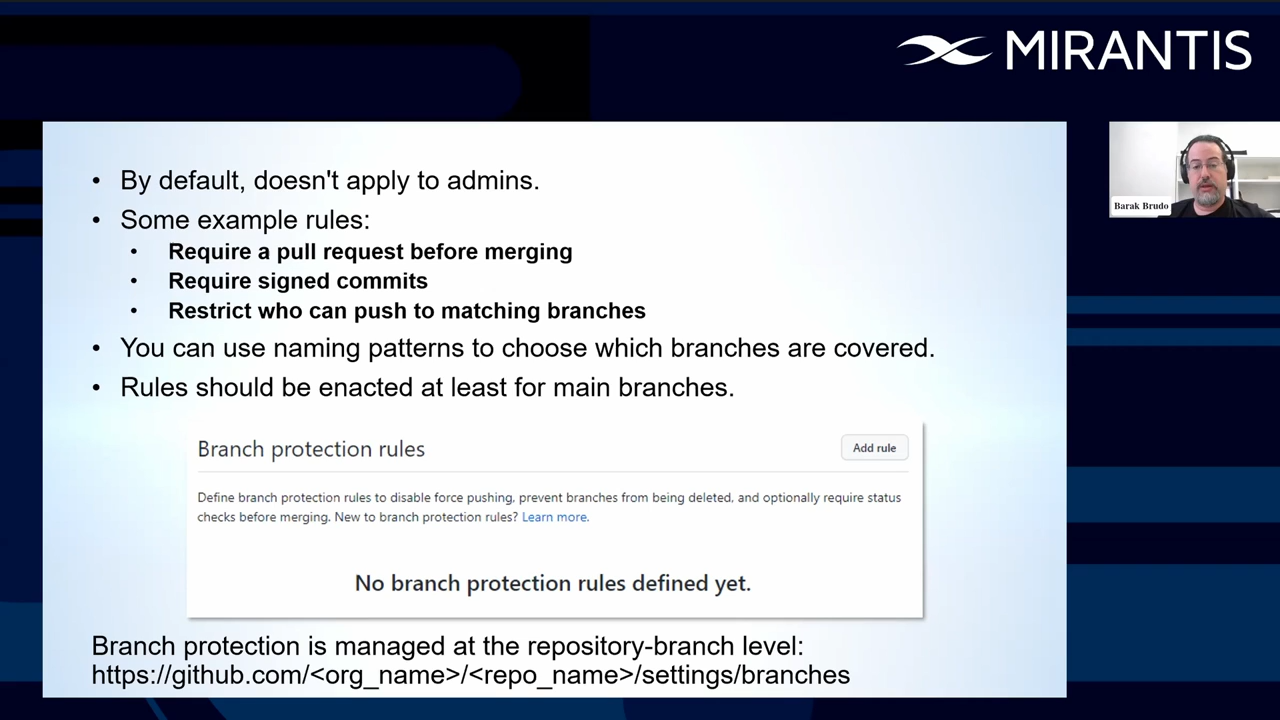 MIRANTIS
• By default, doesn't apply to admins.
• Some example rules:
• Require a pull request before merging
• Require signed commits
• Restrict who can push to matching branches
• You can use naming patterns to choose which branches are covered.
• Rules should be enacted at least for main branches.
Branch protection rules
Add rule
Define branch protection rules to disable force pushing, prevent branches from being deleted, and optionally require status
checks before merging. New to branch protection rules? Learn more.
No branch protection rules defined yet.
Branch protection is managed at the repository-branch level:
https://github.com/<org_name>/<repo_name>/settings/branches
Barak Brudo